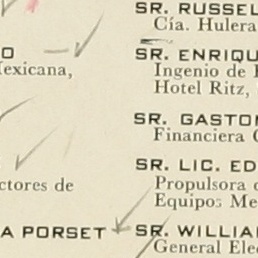 SR. RUSSEL
Cía. Hulera
O
Mexicana,
SR. ENRIQU
Ingenio de
Hotel Ritz,
SR. GASTON
Financiera
ctores de
SR. LIC. ED
Propulsora
Equipos Me
A PORSET
SR. WILLIA
General Elec